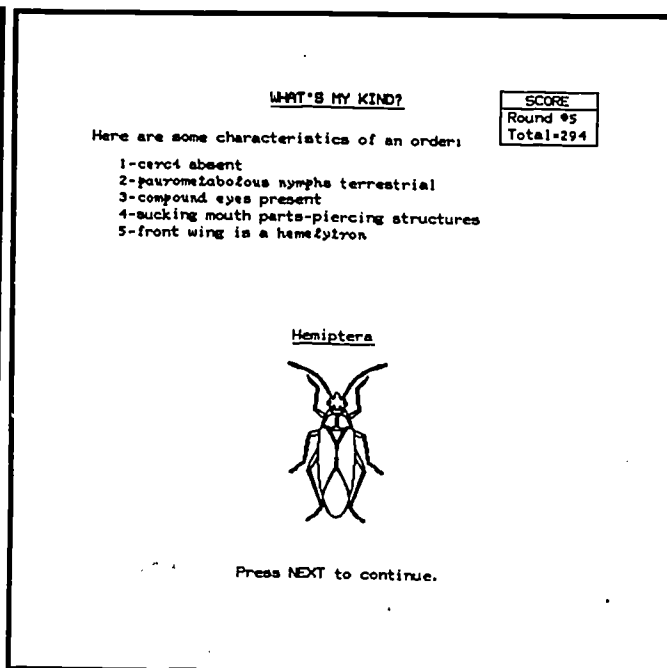 WHAT'S MY KIND?
SCORE
Round #5
Total=294
Here are some characteristics of an order:
1-cerci absent
2-paurometabolous nymphs terrestrial
3-compound eyes present
4-sucking mouth parts-piercing structures
5-front wing is a hemelytron
Hemiptera
Press NEXT to continue.